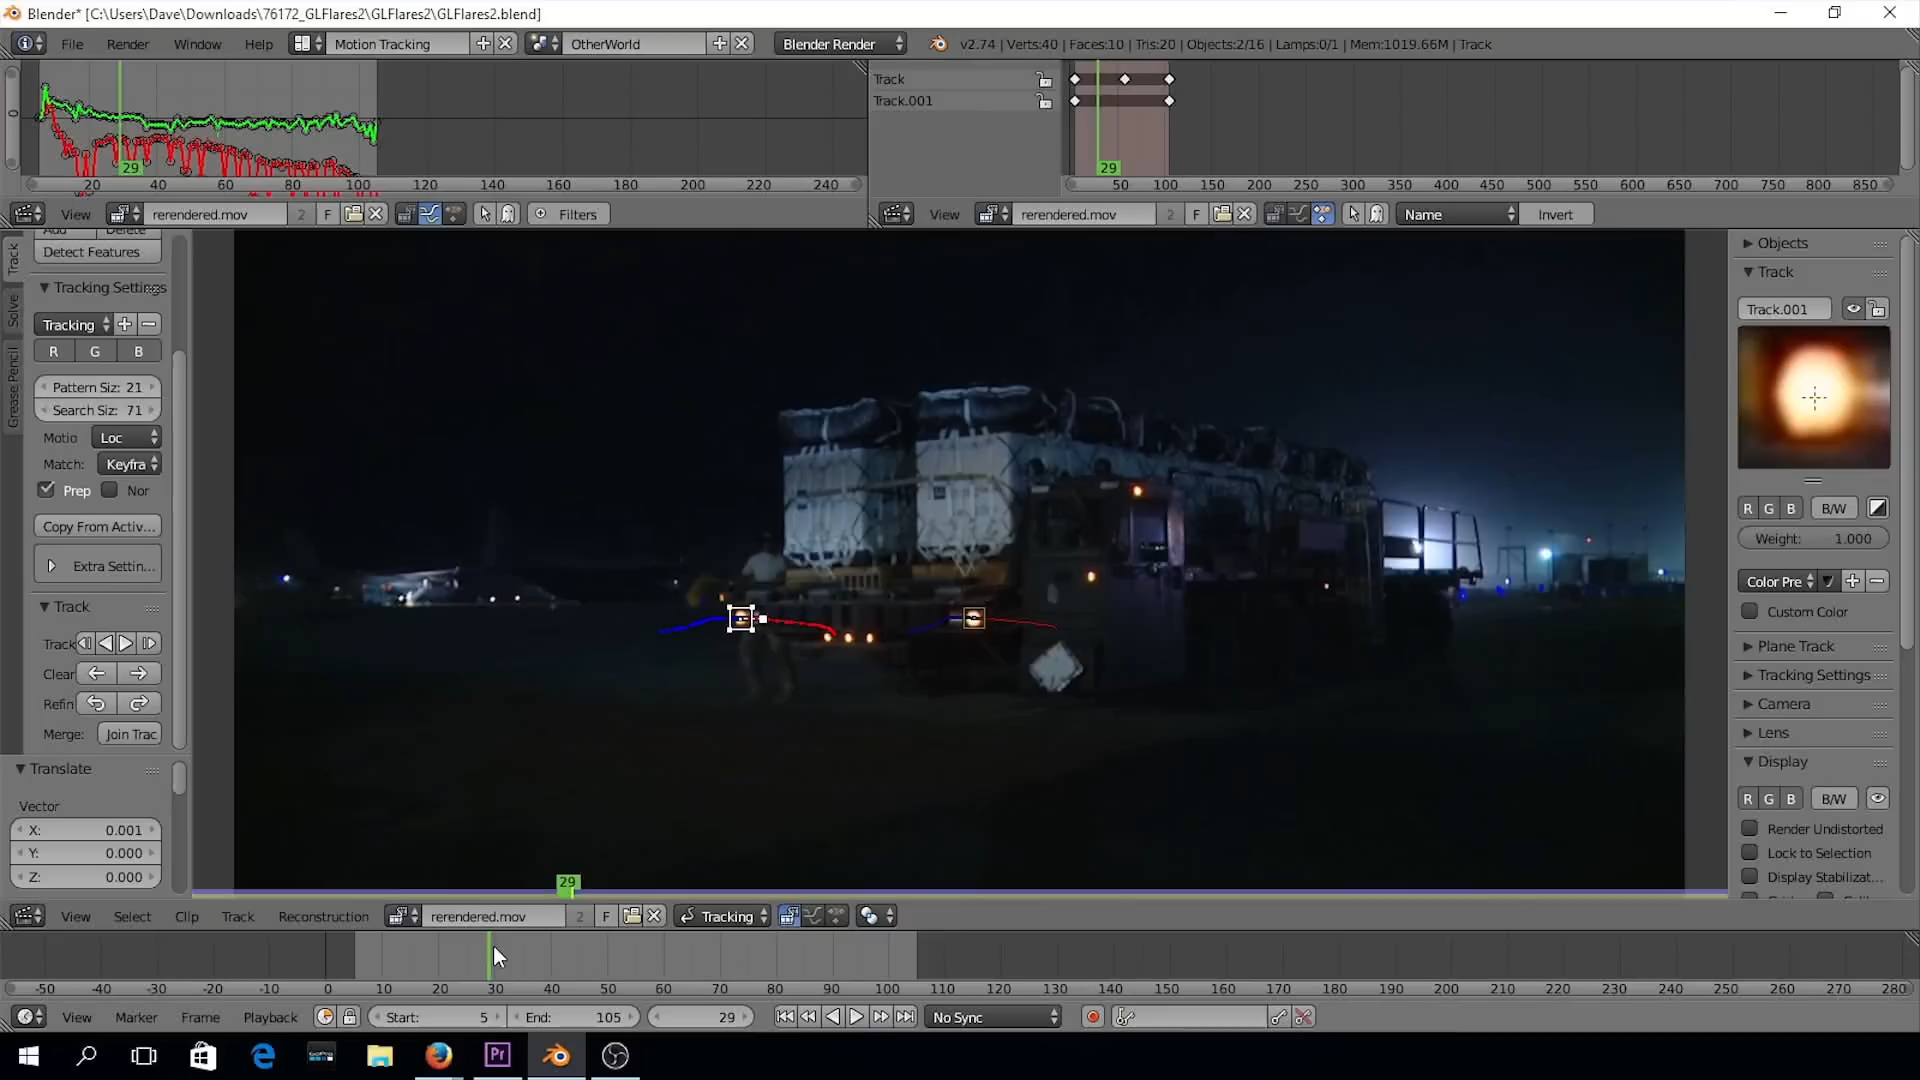 Blender* [C:\Users\Dave\Downloads\76172_GLFlares2\GLFlares2\GLFlares2.blend]
File Render Window Help Motion Tracking OtherWorld Blender Render v2.74 | Verts:40 | Faces:10 | Tris:20 | Objects:2/16 | Lamps:0/1 | Mem:1019.66M | Track
0
29
20 40 60 80 100 120 140 160 180 200 220 240
View rerendered.mov 2 F Filters
Track
Track.001
29
50 100 150 200 250 300 350 400 450 500 550 600 650 700 750 800 850
View rerendered.mov 2 F Name Invert
Track
Solve
Grease Pencil
Add Delete
Detect Features
Tracking Settings
Tracking
R G B
Pattern Siz: 21
Search Siz: 71
Motio Loc
Match: Keyfra
Prep Nor
Copy From Activ...
Extra Settin...
Track
Track
Clear
Refin
Merge: Join Trac
Translate
Vector
X: 0.001
Y: 0.000
Z: 0.000
Objects
Track
Track.001
R G B B/W
Weight: 1.000
Color Pre
Custom Color
Plane Track
Tracking Settings
Camera
Lens
Display
R G B B/W
Render Undistorted
Lock to Selection
Display Stabilizat...
29
View Select Clip Track Reconstruction rerendered.mov 2 F Tracking
-50 -40 -30 -20 -10 0 10 20 30 40 50 60 70 80 90 100 110 120 130 140 150 160 170 180 190 200 210 220 230 240 250 260 270 280
View Marker Frame Playback Start: 5 End: 105 29 No Sync
GoPro
Pr